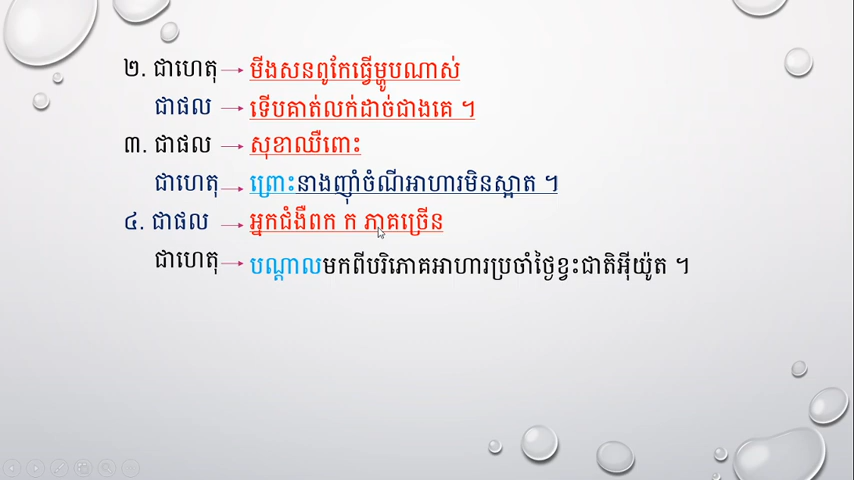 ២. ជាហេតុ → មីងសនពូកែធ្វើម្ហូបណាស់
ជាផល → ទើបគាត់លក់ដាច់ជាងគេ ។
៣. ជាផល → សុខាឈឺពោះ
ជាហេតុ → ព្រោះនាងញ៉ាំចំណីអាហារមិនស្អាត ។
៤. ជាផល → អ្នកជំងឺពក ក ភាគច្រើន
ជាហេតុ → បណ្ដាលមកពីបរិភោគអាហារប្រចាំថ្ងៃខ្វះជាតិអ៊ីយ៉ូត ។